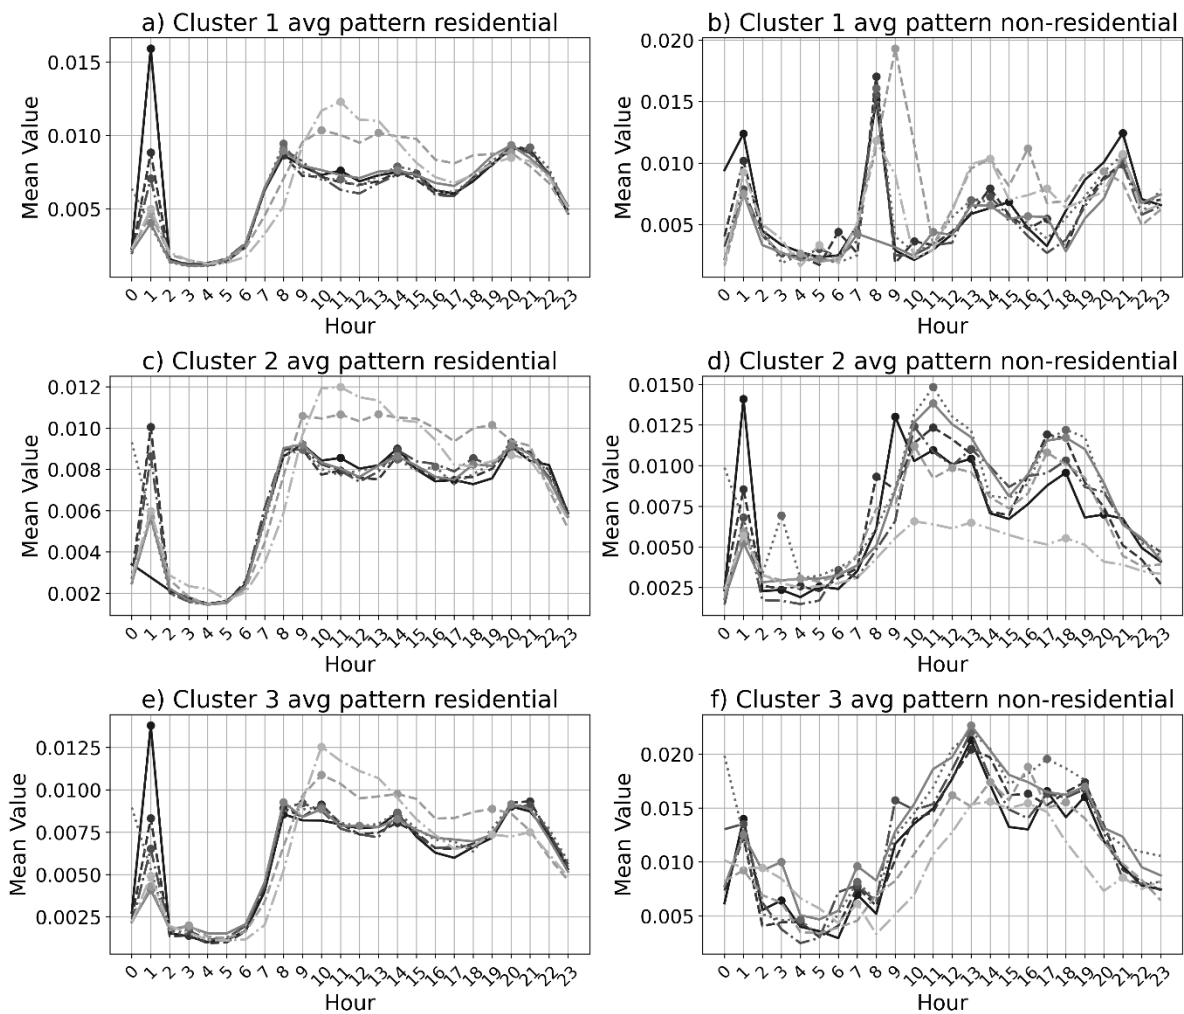 a) Cluster 1 avg pattern residential
Mean Value
0.015
0.010
0.005
0 1 2 3 4 5 6 7 8 9 10 11 12 13 14 15 16 17 18 19 20 21 22 23
Hour
b) Cluster 1 avg pattern non-residential
Mean Value
0.020
0.015
0.010
0.005
0 1 2 3 4 5 6 7 8 9 10 11 12 13 14 15 16 17 18 19 20 21 22 23
Hour
c) Cluster 2 avg pattern residential
Mean Value
0.012
0.010
0.008
0.006
0.004
0.002
0 1 2 3 4 5 6 7 8 9 10 11 12 13 14 15 16 17 18 19 20 21 22 23
Hour
d) Cluster 2 avg pattern non-residential
Mean Value
0.0150
0.0125
0.0100
0.0075
0.0050
0.0025
0 1 2 3 4 5 6 7 8 9 10 11 12 13 14 15 16 17 18 19 20 21 22 23
Hour
e) Cluster 3 avg pattern residential
Mean Value
0.0125
0.0100
0.0075
0.0050
0.0025
0 1 2 3 4 5 6 7 8 9 10 11 12 13 14 15 16 17 18 19 20 21 22 23
Hour
f) Cluster 3 avg pattern non-residential
Mean Value
0.020
0.015
0.010
0.005
0 1 2 3 4 5 6 7 8 9 10 11 12 13 14 15 16 17 18 19 20 21 22 23
Hour